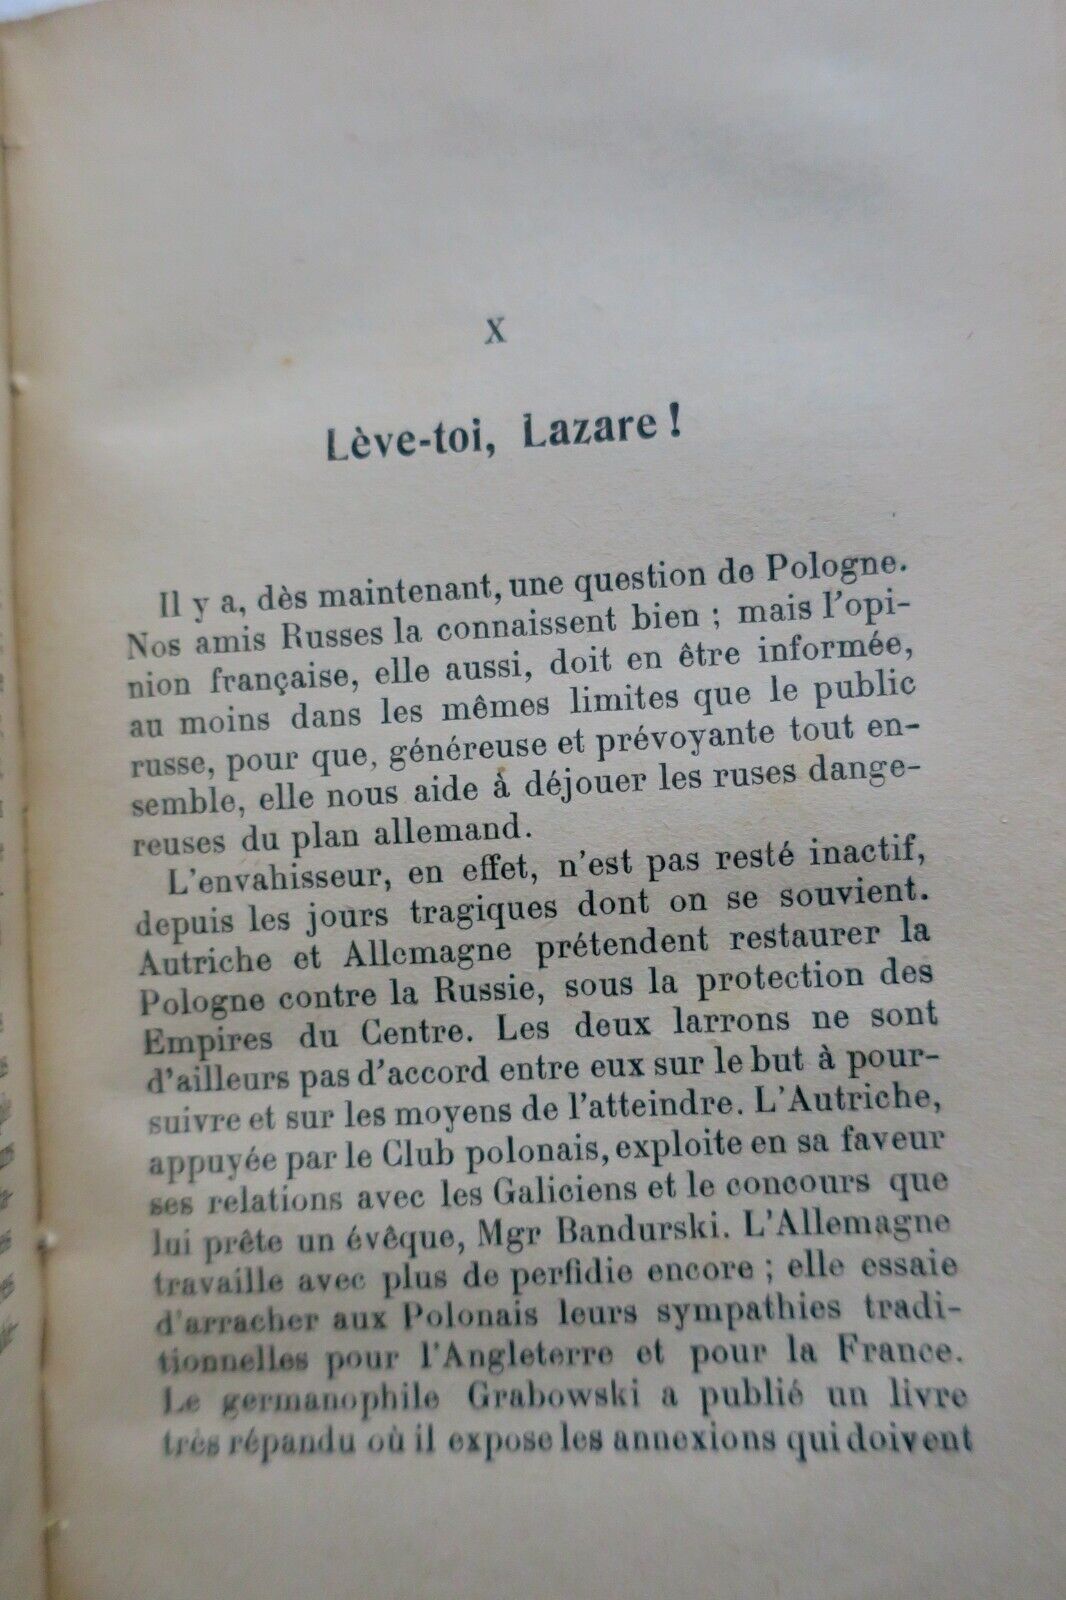 X
Lève-toi, Lazare !
Il y a, dès maintenant, une question de Pologne.
Nos amis Russes la connaissent bien ; mais l'opi-
nion française, elle aussi, doit en être informée,
au moins dans les mêmes limites que le public
russe, pour que, généreuse et prévoyante tout en-
semble, elle nous aide à déjouer les ruses dange-
reuses du plan allemand.
L'envahisseur, en effet, n'est pas resté inactif,
depuis les jours tragiques dont on se souvient.
Autriche et Allemagne prétendent restaurer la
Pologne contre la Russie, sous la protection des
Empires du Centre. Les deux larrons ne sont
d'ailleurs pas d'accord entre eux sur le but à pour-
suivre et sur les moyens de l'atteindre. L'Autriche,
appuyée par le Club polonais, exploite en sa faveur
ses relations avec les Galiciens et le concours que
lui prête un évêque, Mgr Bandurski. L'Allemagne
travaille avec plus de perfidie encore ; elle essaie
d'arracher aux Polonais leurs sympathies tradi-
tionnelles pour l'Angleterre et pour la France.
Le germanophile Grabowski a publié un livre
très répandu où il expose les annexions qui doivent